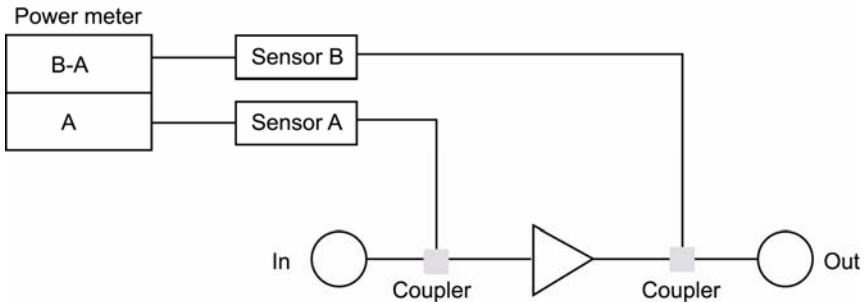 Power meter
B-A
Sensor B
A
Sensor A
In
Out
Coupler
Coupler